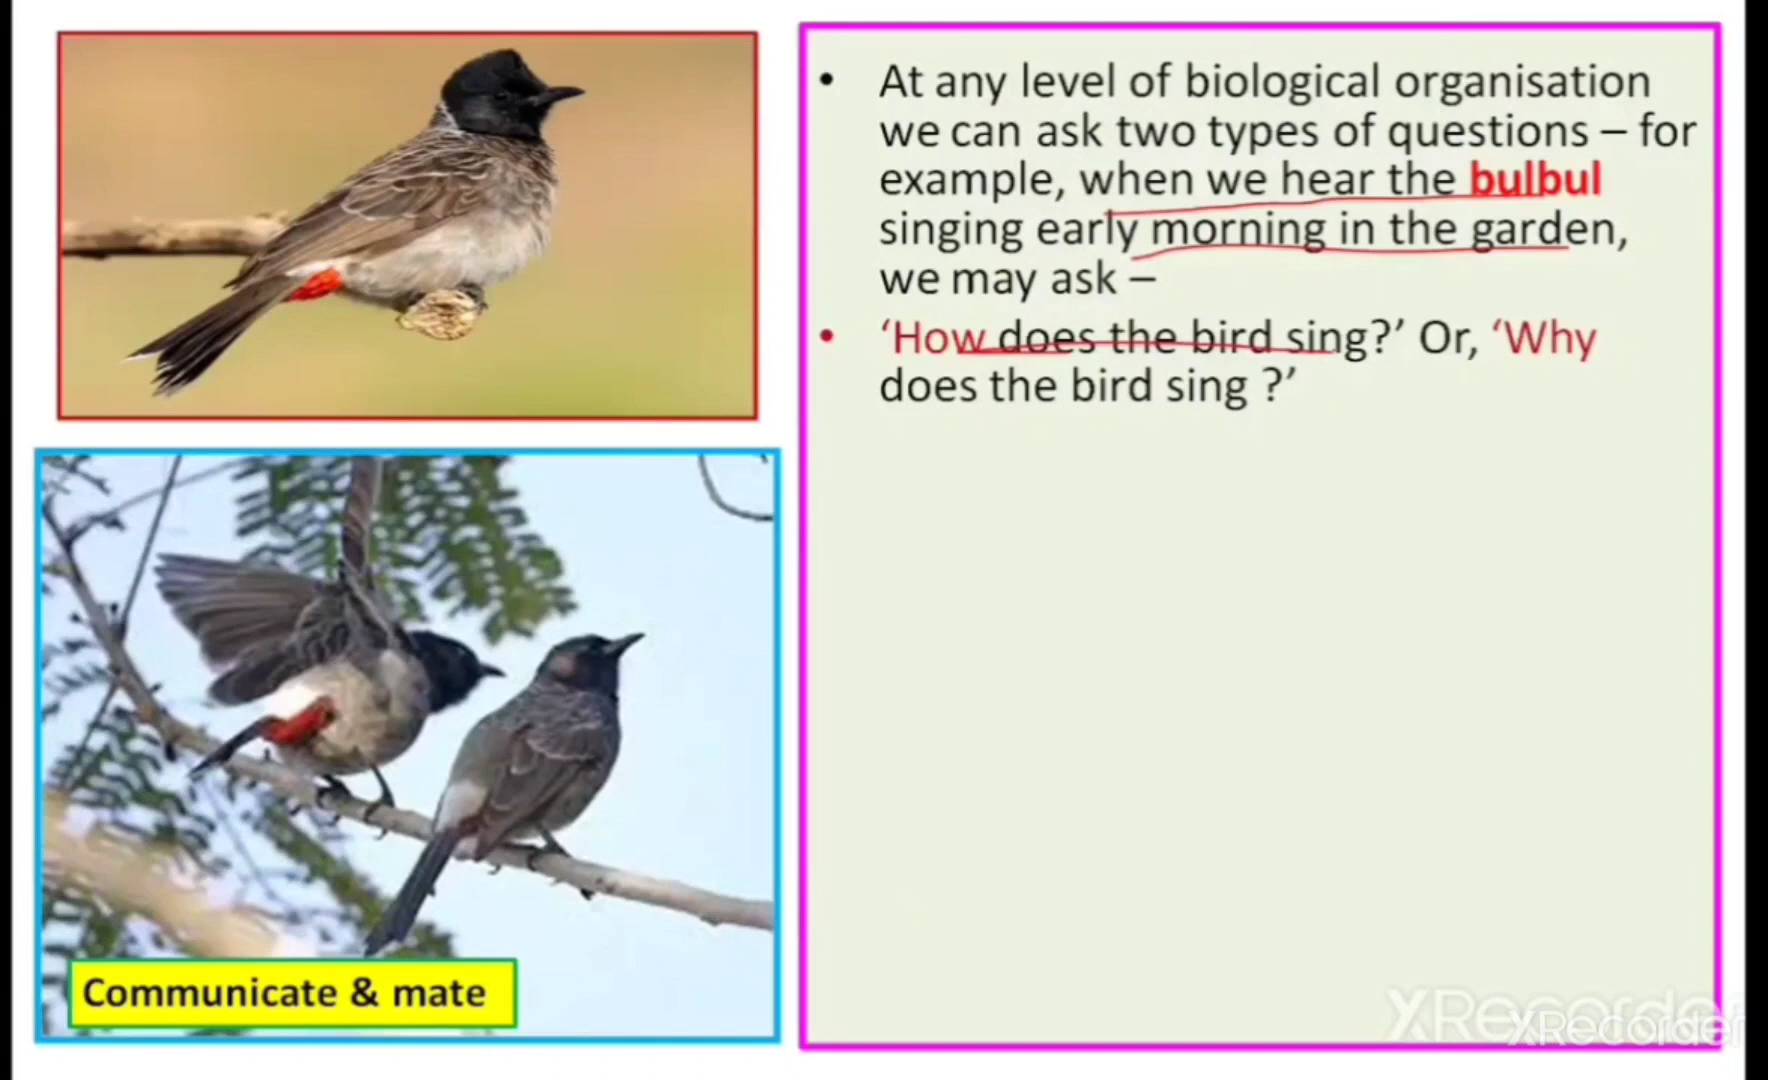 • At any level of biological organisation
we can ask two types of questions – for
example, when we hear the bulbul
singing early morning in the garden,
we may ask –
• ‘How does the bird sing?’ Or, ‘Why
does the bird sing ?’
Communicate & mate
XRecorder
XRecorder